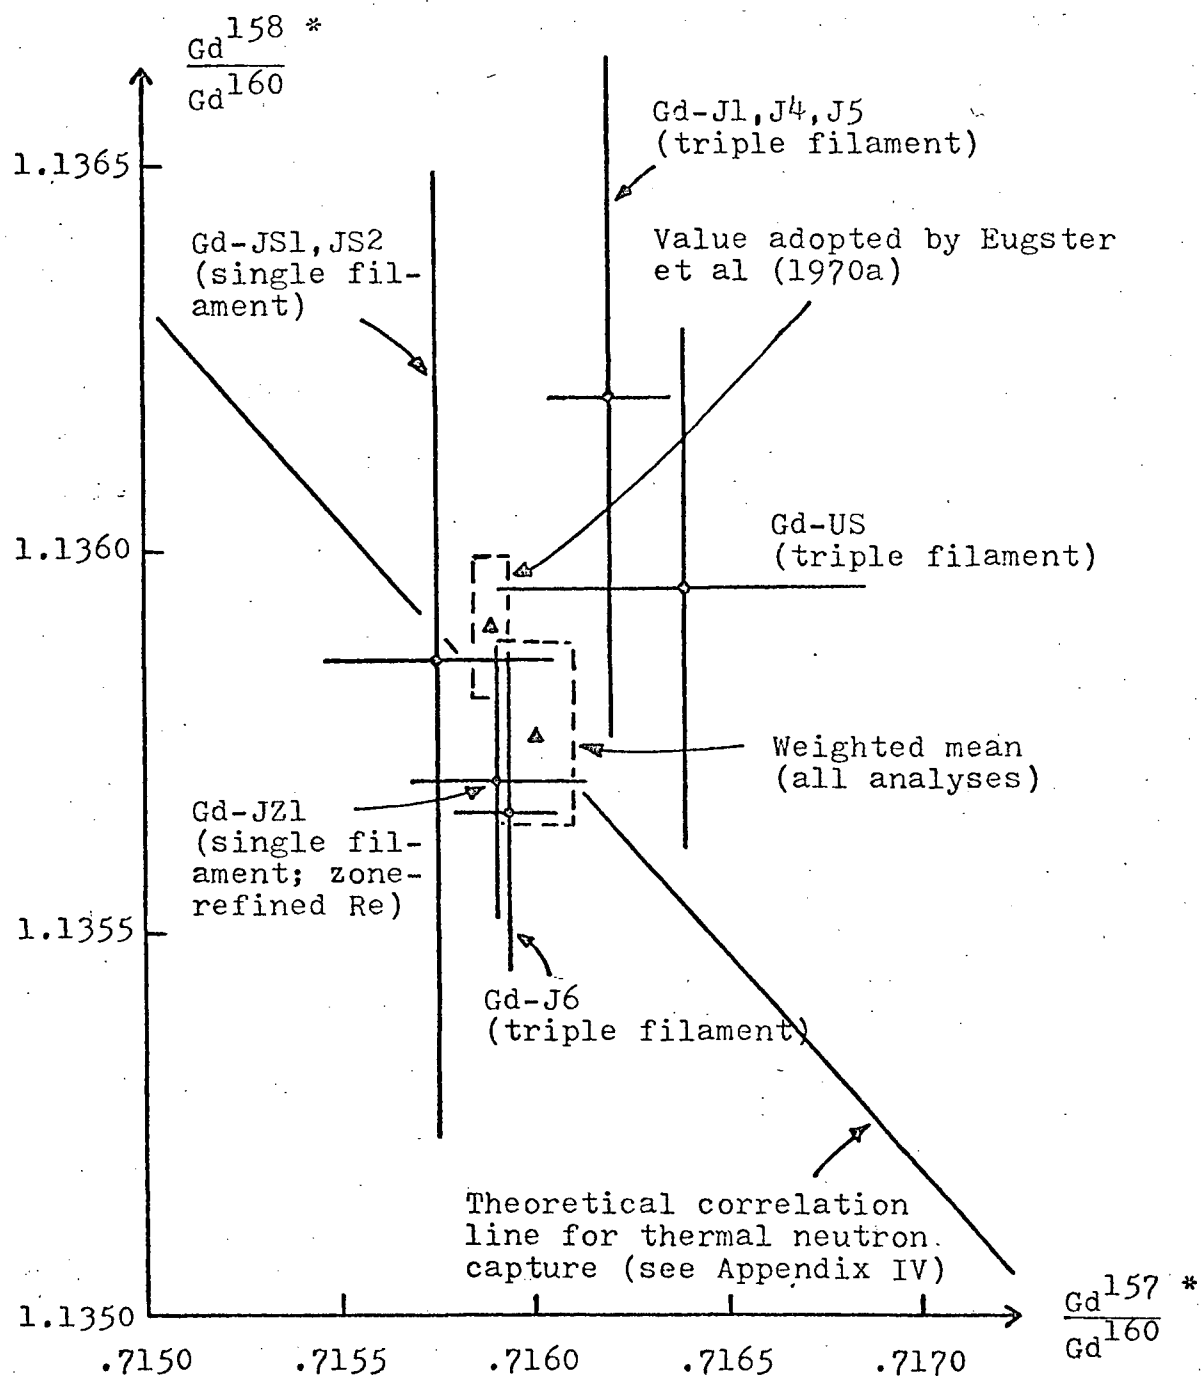 Gd158 *
Gd160
1.1365
1.1360
1.1355
1.1350
Gd-J1,J4,J5
(triple filament)
Gd-JS1,JS2
(single fil-
ament)
Value adopted by Eugster
et al (1970a)
Gd-US
(triple filament)
Weighted mean
(all analyses)
Gd-JZ1
(single fil-
ament; zone-
refined Re)
Gd-J6
(triple filament)
Theoretical correlation
line for thermal neutron
capture (see Appendix IV)
.7150 .7155 .7160 .7165 .7170
Gd157 *
Gd160